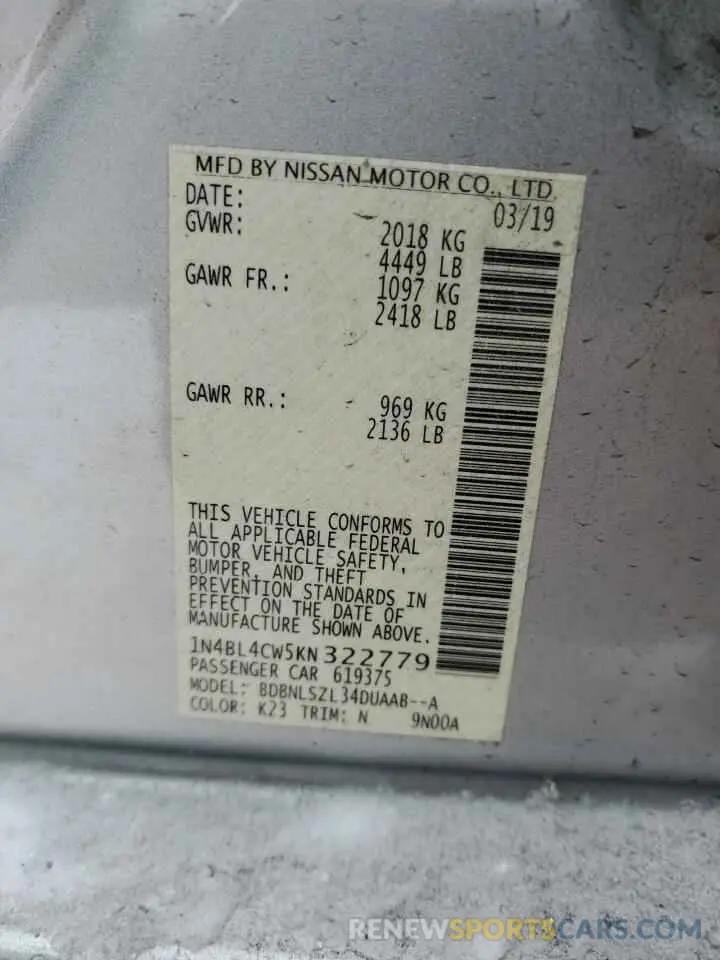 MFD BY NISSAN MOTOR CO., LTD.
DATE: 03/19
GVWR: 2018 KG
4449 LB
GAWR FR.: 1097 KG
2418 LB
GAWR RR.: 969 KG
2136 LB
THIS VEHICLE CONFORMS TO
ALL APPLICABLE FEDERAL
MOTOR VEHICLE SAFETY,
BUMPER, AND THEFT
PREVENTION STANDARDS IN
EFFECT ON THE DATE OF
MANUFACTURE SHOWN ABOVE.
1N4BL4CW5KN322779
PASSENGER CAR 619375
MODEL: BDBNLSZL34DUAAB--A
COLOR: K23 TRIM: N 9N00A
RENEWSPORTSCARS.COM